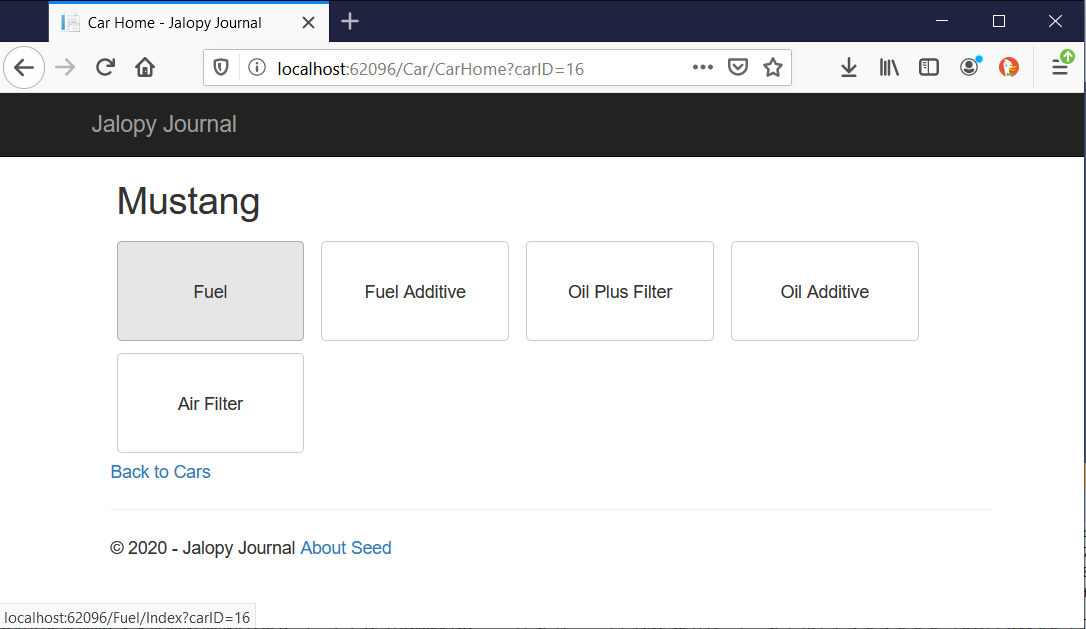 Car Home - Jalopy Journal
localhost:62096/Car/CarHome?carID=16
Jalopy Journal
Mustang
Fuel
Fuel Additive
Oil Plus Filter
Oil Additive
Air Filter
Back to Cars
© 2020 - Jalopy Journal About Seed
localhost:62096/Fuel/Index?carID=16